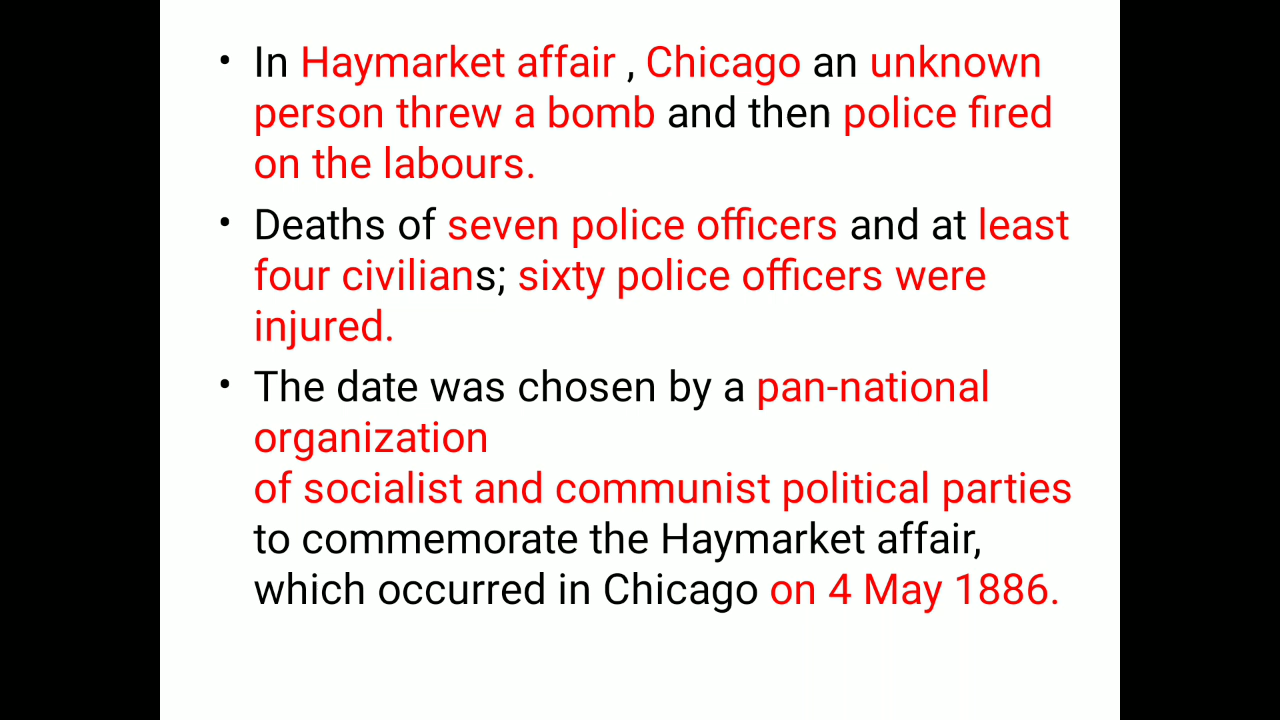 • In Haymarket affair , Chicago an unknown
person threw a bomb and then police fired
on the labours.
• Deaths of seven police officers and at least
four civilians; sixty police officers were
injured.
• The date was chosen by a pan-national
organization
of socialist and communist political parties
to commemorate the Haymarket affair,
which occurred in Chicago on 4 May 1886.